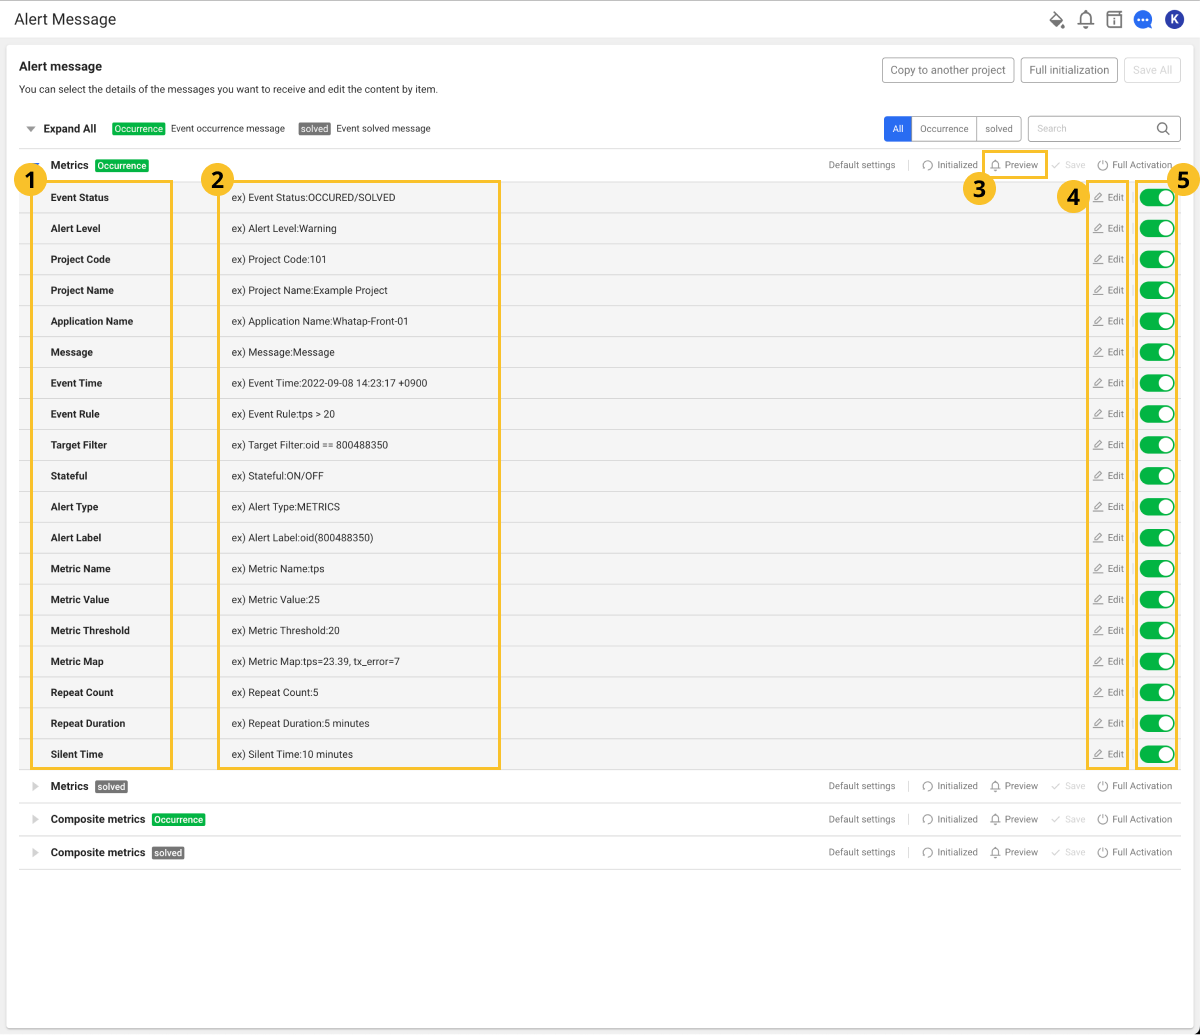 Alert Message
K
Alert message
Copy to another project Full initialization Save All
You can select the details of the messages you want to receive and edit the content by item.
Expand All Occurrence Event occurrence message solved Event solved message All Occurrence solved Search
Metrics Occurrence Default settings Initialized Preview Save Full Activation
1 2 3 4 5
Event Status ex) Event Status:OCCURED/SOLVED Edit
Alert Level ex) Alert Level:Warning Edit
Project Code ex) Project Code:101 Edit
Project Name ex) Project Name:Example Project Edit
Application Name ex) Application Name:Whatap-Front-01 Edit
Message ex) Message:Message Edit
Event Time ex) Event Time:2022-09-08 14:23:17 +0900 Edit
Event Rule ex) Event Rule:tps > 20 Edit
Target Filter ex) Target Filter:oid == 800488350 Edit
Stateful ex) Stateful:ON/OFF Edit
Alert Type ex) Alert Type:METRICS Edit
Alert Label ex) Alert Label:oid(800488350) Edit
Metric Name ex) Metric Name:tps Edit
Metric Value ex) Metric Value:25 Edit
Metric Threshold ex) Metric Threshold:20 Edit
Metric Map ex) Metric Map:tps=23.39, tx_error=7 Edit
Repeat Count ex) Repeat Count:5 Edit
Repeat Duration ex) Repeat Duration:5 minutes Edit
Silent Time ex) Silent Time:10 minutes Edit
Metrics solved Default settings Initialized Preview Save Full Activation
Composite metrics Occurrence Default settings Initialized Preview Save Full Activation
Composite metrics solved Default settings Initialized Preview Save Full Activation